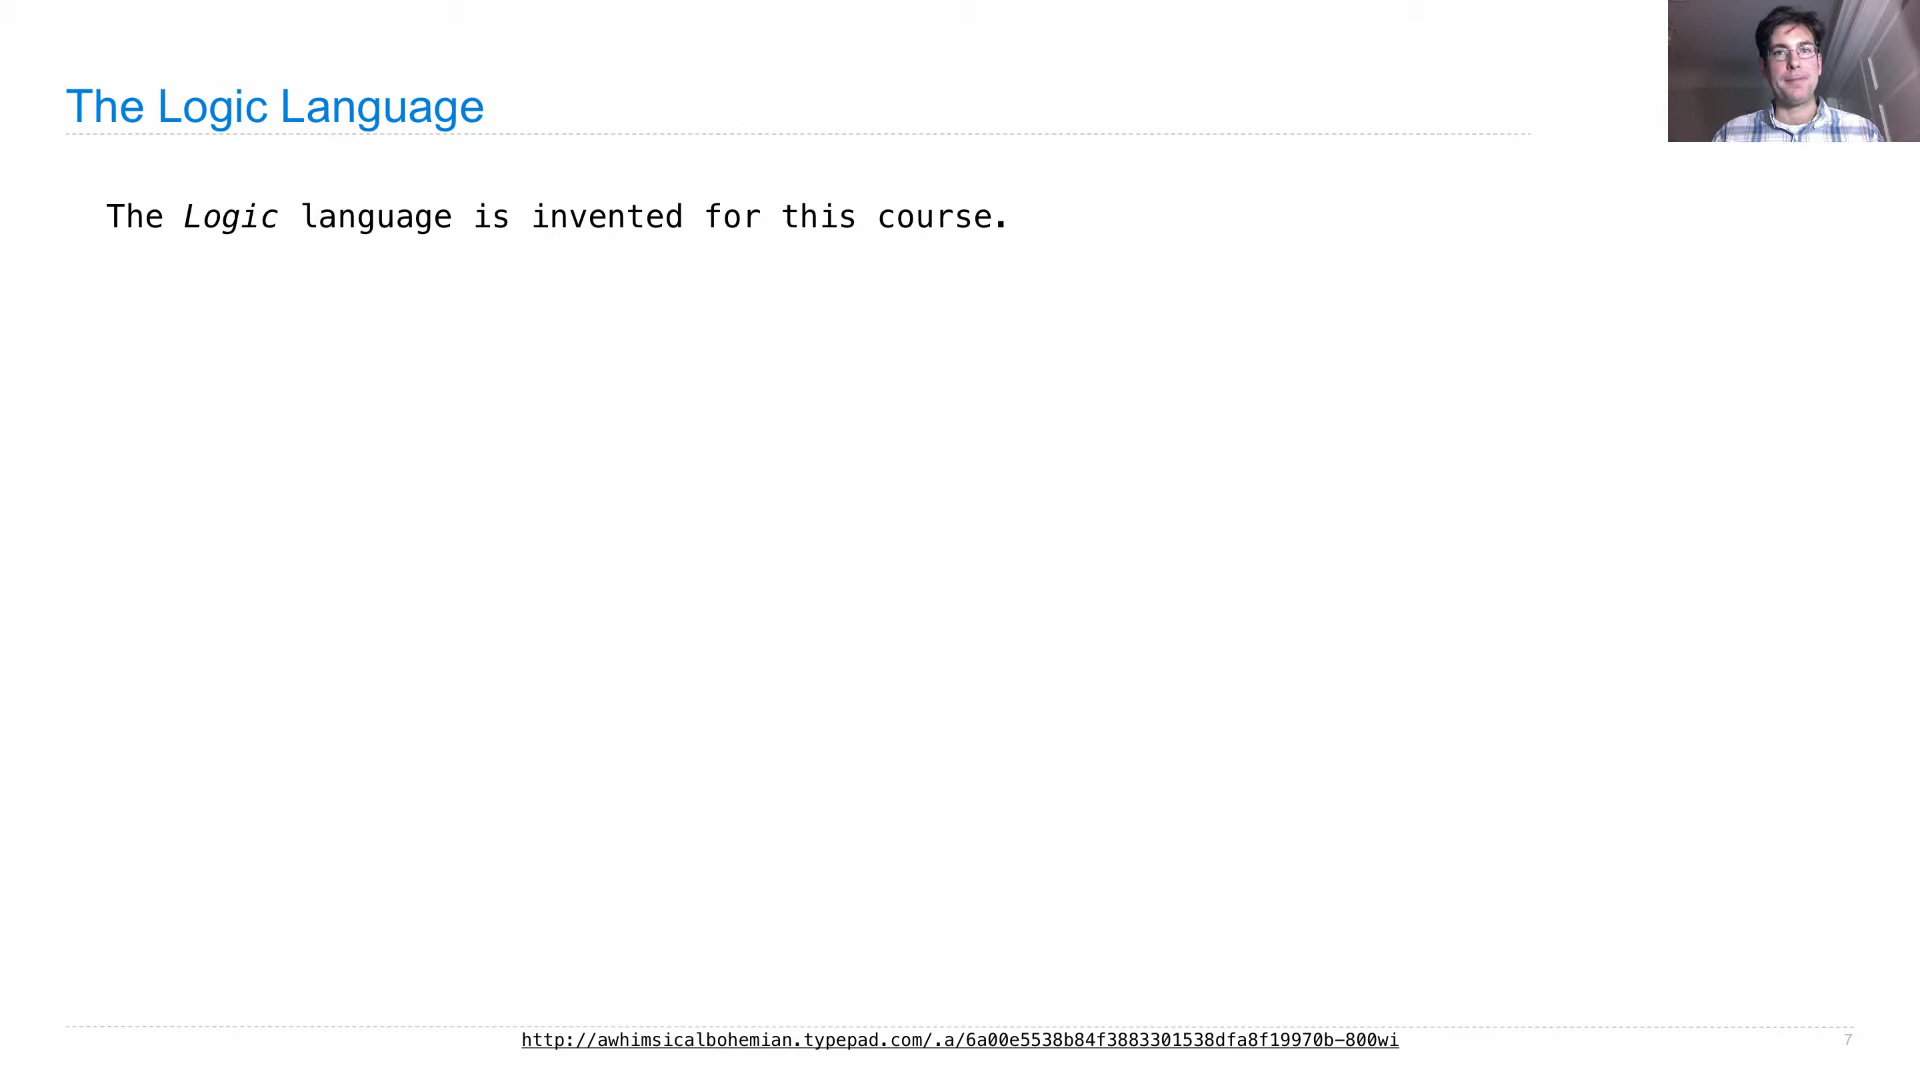 The Logic Language
The Logic language is invented for this course.
http://awhimsicalbohemian.typepad.com/.a/6a00e5538b84f3883301538dfa8f19970b-800wi
7